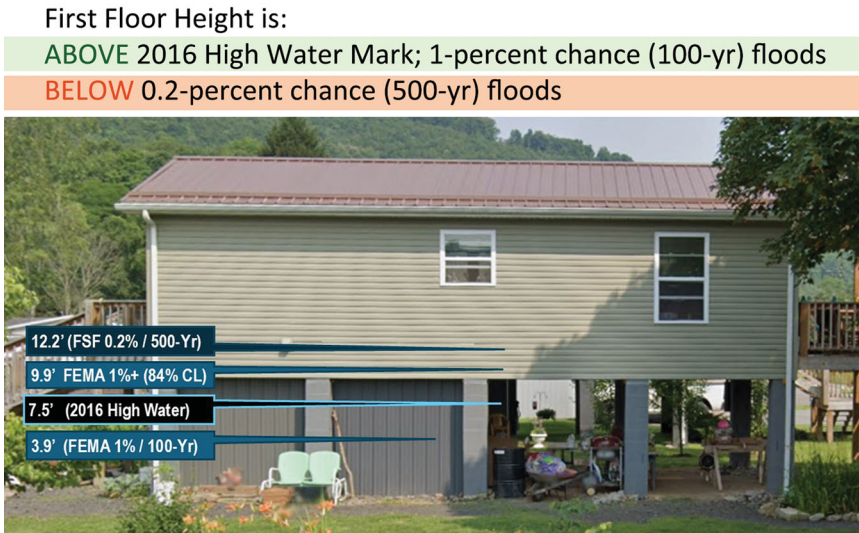 First Floor Height is:
ABOVE 2016 High Water Mark; 1-percent chance (100-yr) floods
BELOW 0.2-percent chance (500-yr) floods
12.2’ (FSF 0.2% / 500-Yr)
9.9’ FEMA 1%+ (84% CL)
7.5’ (2016 High Water)
3.9’ (FEMA 1% / 100-Yr)